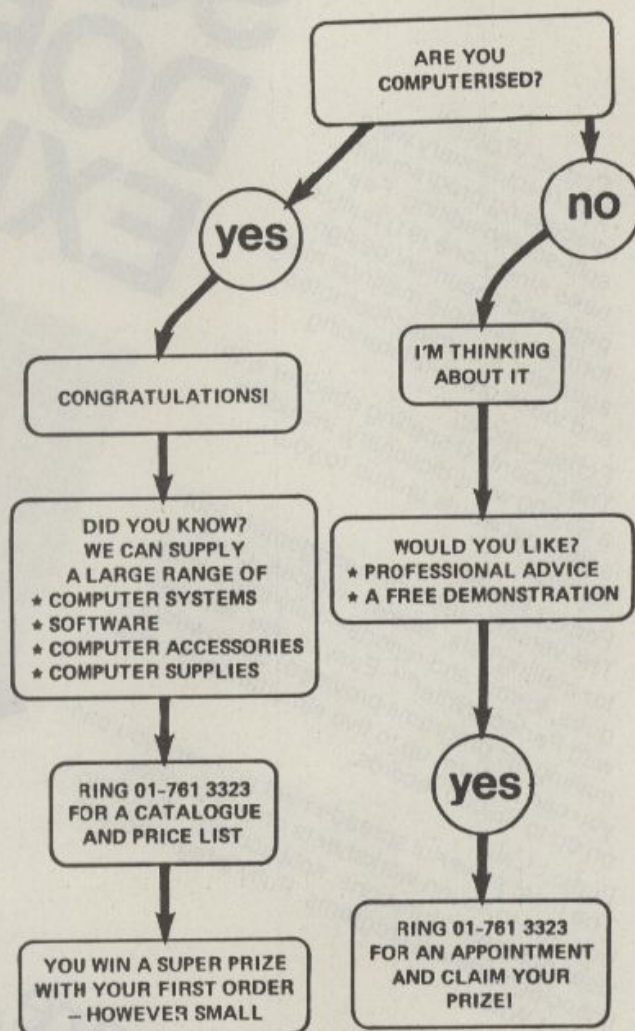 ARE YOU
COMPUTERISED?
yes
no
CONGRATULATIONS!
I'M THINKING
ABOUT IT
DID YOU KNOW?
WE CAN SUPPLY
A LARGE RANGE OF
* COMPUTER SYSTEMS
* SOFTWARE
* COMPUTER ACCESSORIES
* COMPUTER SUPPLIES
WOULD YOU LIKE?
* PROFESSIONAL ADVICE
* A FREE DEMONSTRATION
RING 01-761 3323
FOR A CATALOGUE
AND PRICE LIST
yes
YOU WIN A SUPER PRIZE
WITH YOUR FIRST ORDER
– HOWEVER SMALL
RING 01-761 3323
FOR AN APPOINTMENT
AND CLAIM YOUR
PRIZE!